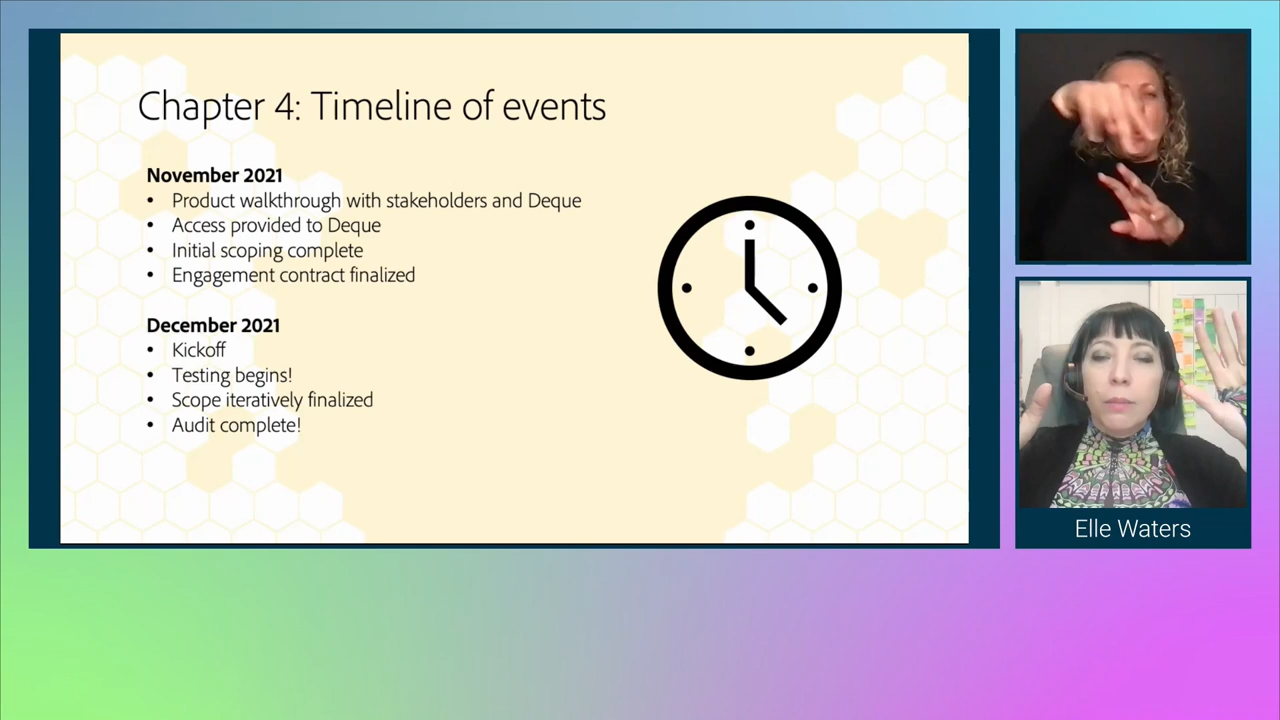 Chapter 4: Timeline of events
November 2021
• Product walkthrough with stakeholders and Deque
• Access provided to Deque
• Initial scoping complete
• Engagement contract finalized
December 2021
• Kickoff
• Testing begins!
• Scope iteratively finalized
• Audit complete!
Elle Waters